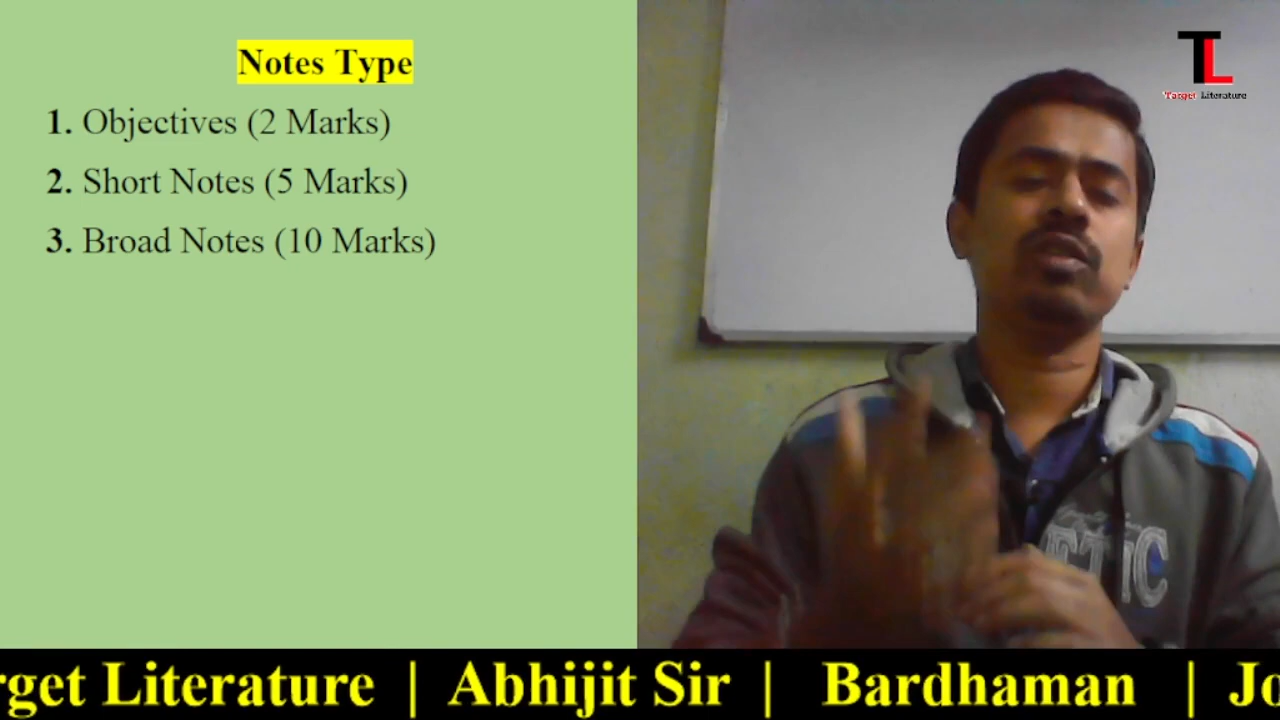 Notes Type
1. Objectives (2 Marks)
2. Short Notes (5 Marks)
3. Broad Notes (10 Marks)
TL
Target Literature
rget Literature | Abhijit Sir | Bardhaman | Jo